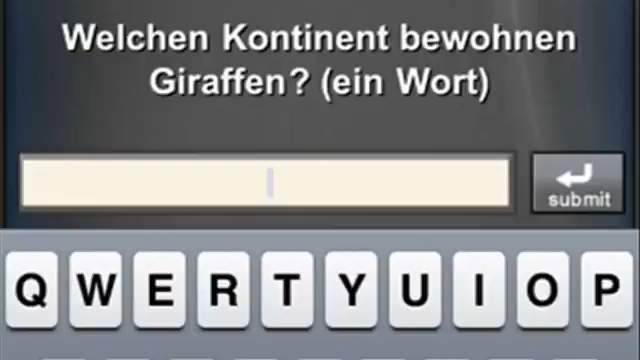 Welchen Kontinent bewohnen
Giraffen? (ein Wort)
submit
Q W E R T Y U I O P